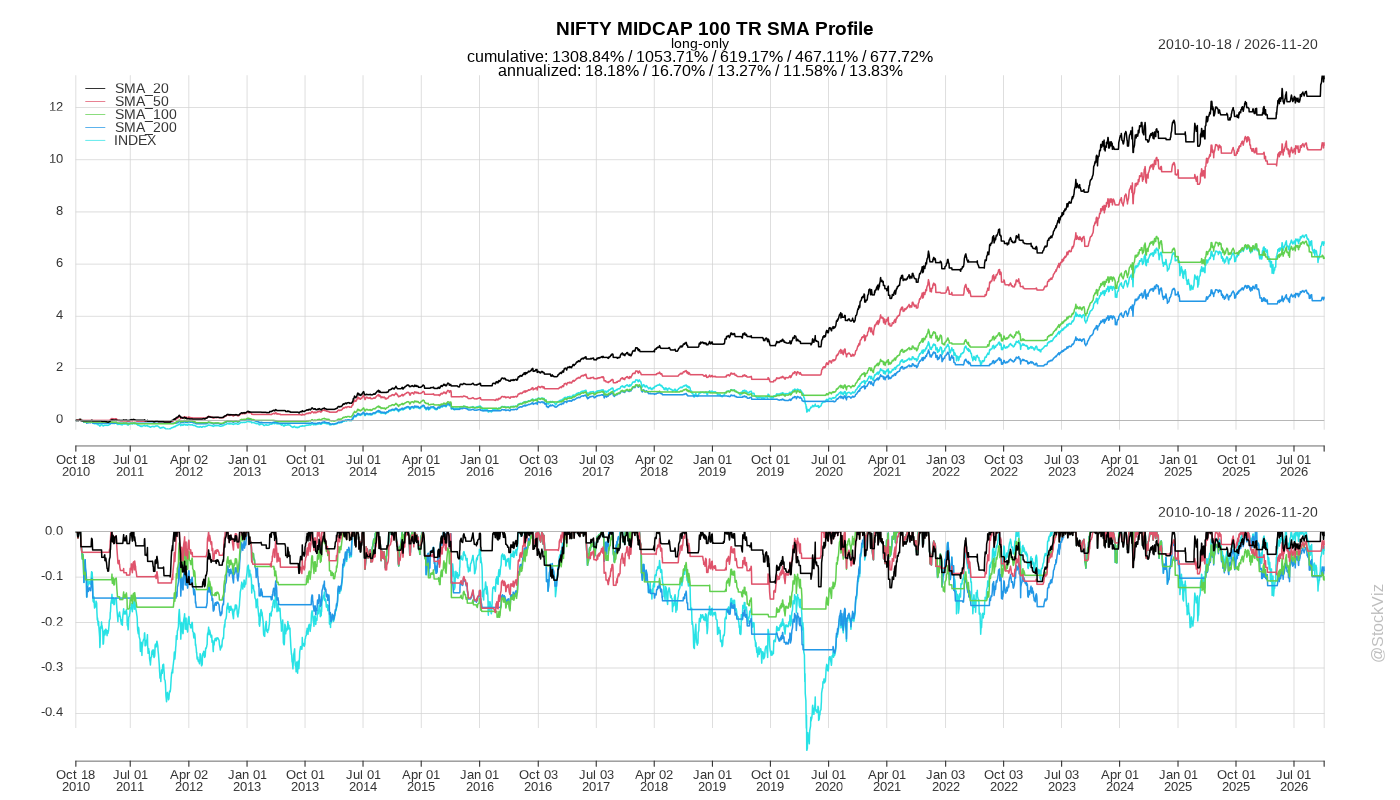 NIFTY MIDCAP 100 TR SMA Profile
long-only
cumulative: 1308.84% / 1053.71% / 619.17% / 467.11% / 677.72%
annualized: 18.18% / 16.70% / 13.27% / 11.58% / 13.83%
2010-10-18 / 2026-11-20
SMA_20
SMA_50
SMA_100
SMA_200
INDEX
12
10
8
6
4
2
0
Oct 18 Jul 01 Apr 02 Jan 01 Oct 01 Jul 01 Apr 01 Jan 01 Oct 03 Jul 03 Apr 02 Jan 01 Oct 01 Jul 01 Apr 01 Jan 03 Oct 03 Jul 03 Apr 01 Jan 01 Oct 01 Jul 01
2010 2011 2012 2013 2013 2014 2015 2016 2016 2017 2018 2019 2019 2020 2021 2022 2022 2023 2024 2025 2025 2026
2010-10-18 / 2026-11-20
0.0
-0.1
-0.2
-0.3
-0.4
Oct 18 Jul 01 Apr 02 Jan 01 Oct 01 Jul 01 Apr 01 Jan 01 Oct 03 Jul 03 Apr 02 Jan 01 Oct 01 Jul 01 Apr 01 Jan 03 Oct 03 Jul 03 Apr 01 Jan 01 Oct 01 Jul 01
2010 2011 2012 2013 2013 2014 2015 2016 2016 2017 2018 2019 2019 2020 2021 2022 2022 2023 2024 2025 2025 2026
@StockViz